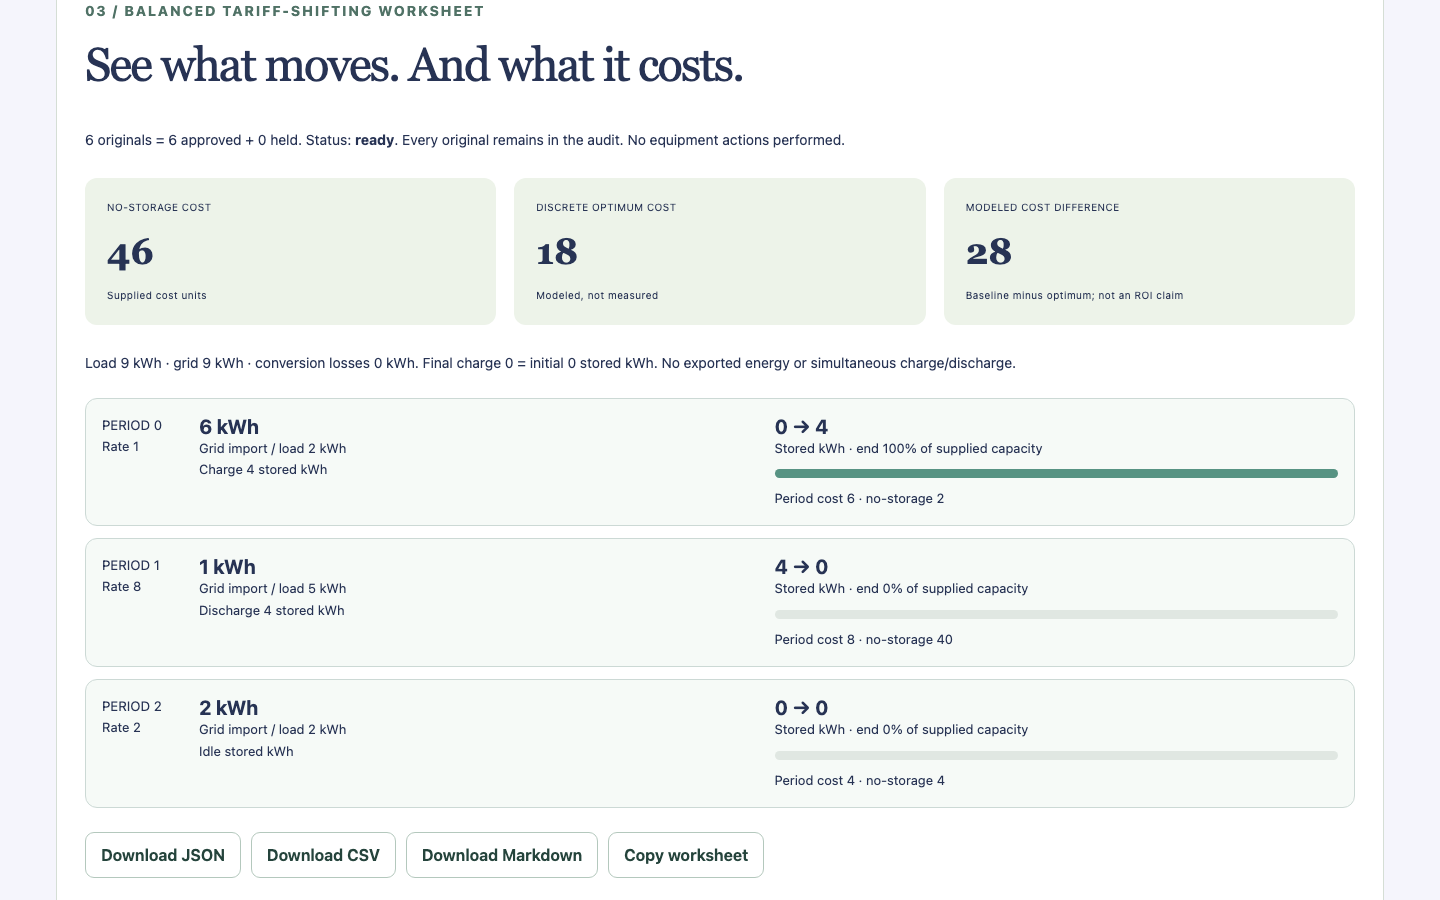 03 / BALANCED TARIFF-SHIFTING WORKSHEET
See what moves. And what it costs.
6 originals = 6 approved + 0 held. Status: ready. Every original remains in the audit. No equipment actions performed.
NO-STORAGE COST
46
Supplied cost units
DISCRETE OPTIMUM COST
18
Modeled, not measured
MODELED COST DIFFERENCE
28
Baseline minus optimum; not an ROI claim
Load 9 kWh · grid 9 kWh · conversion losses 0 kWh. Final charge 0 = initial 0 stored kWh. No exported energy or simultaneous charge/discharge.
PERIOD 0
Rate 1
6 kWh
Grid import / load 2 kWh
Charge 4 stored kWh
0 → 4
Stored kWh · end 100% of supplied capacity
Period cost 6 · no-storage 2
PERIOD 1
Rate 8
1 kWh
Grid import / load 5 kWh
Discharge 4 stored kWh
4 → 0
Stored kWh · end 0% of supplied capacity
Period cost 8 · no-storage 40
PERIOD 2
Rate 2
2 kWh
Grid import / load 2 kWh
Idle stored kWh
0 → 0
Stored kWh · end 0% of supplied capacity
Period cost 4 · no-storage 4
Download JSON
Download CSV
Download Markdown
Copy worksheet